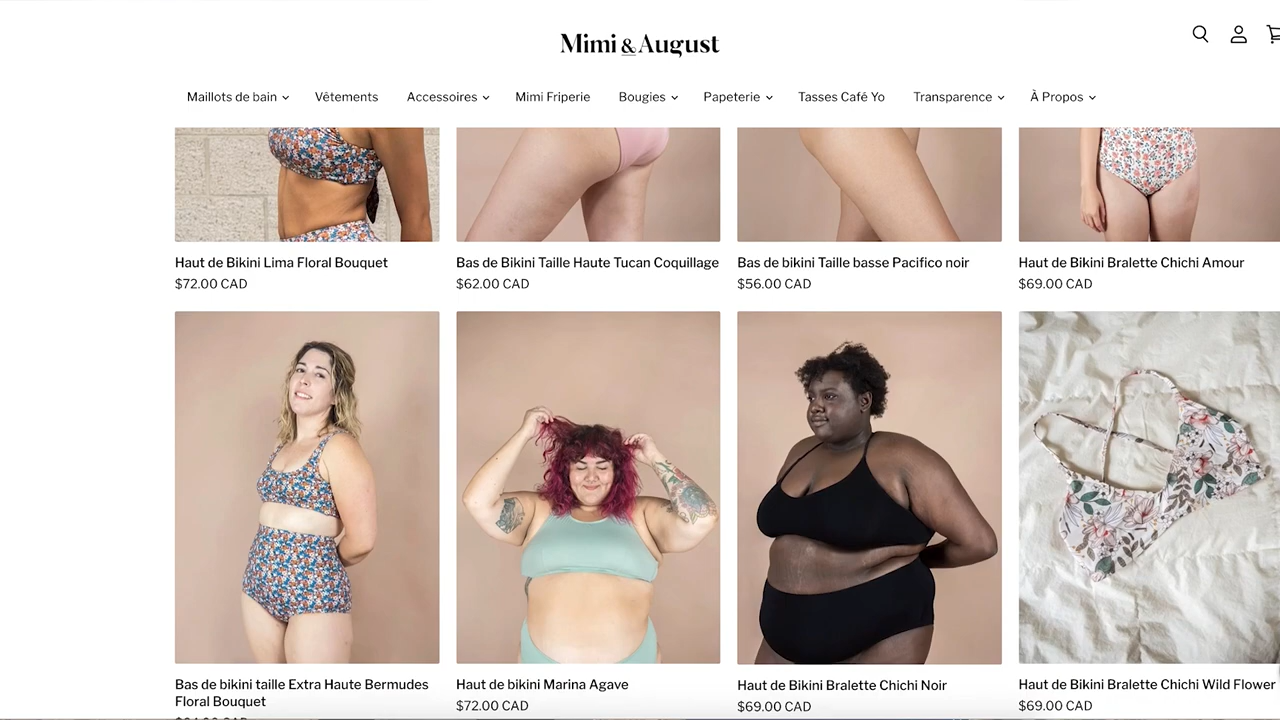 Mimi & August
Maillots de bain
Vêtements
Accessoires
Mimi Friperie
Bougies
Papeterie
Tasses Café Yo
Transparence
À Propos
Haut de Bikini Lima Floral Bouquet
$72.00 CAD
Bas de Bikini Taille Haute Tucan Coquillage
$62.00 CAD
Bas de bikini Taille basse Pacifico noir
$56.00 CAD
Haut de Bikini Bralette Chichi Amour
$69.00 CAD
Bas de bikini taille Extra Haute Bermudes
Floral Bouquet
Haut de bikini Marina Agave
$72.00 CAD
Haut de Bikini Bralette Chichi Noir
$69.00 CAD
Haut de Bikini Bralette Chichi Wild Flower
$69.00 CAD